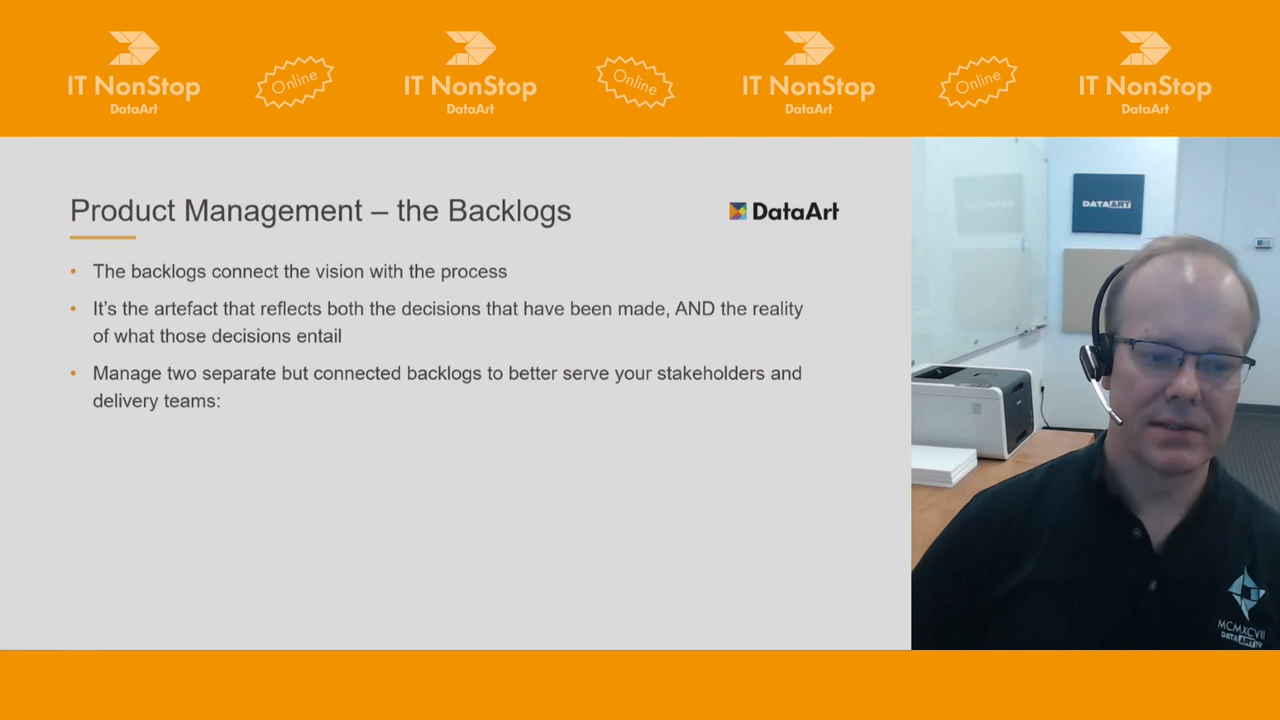 IT NonStop
DataArt
Online
IT NonStop
DataArt
Online
IT NonStop
DataArt
Online
IT NonStop
DataArt
Product Management – the Backlogs
DataArt
• The backlogs connect the vision with the process
• It’s the artefact that reflects both the decisions that have been made, AND the reality
of what those decisions entail
• Manage two separate but connected backlogs to better serve your stakeholders and
delivery teams:
DATAART
MCMXCVII
DATAART